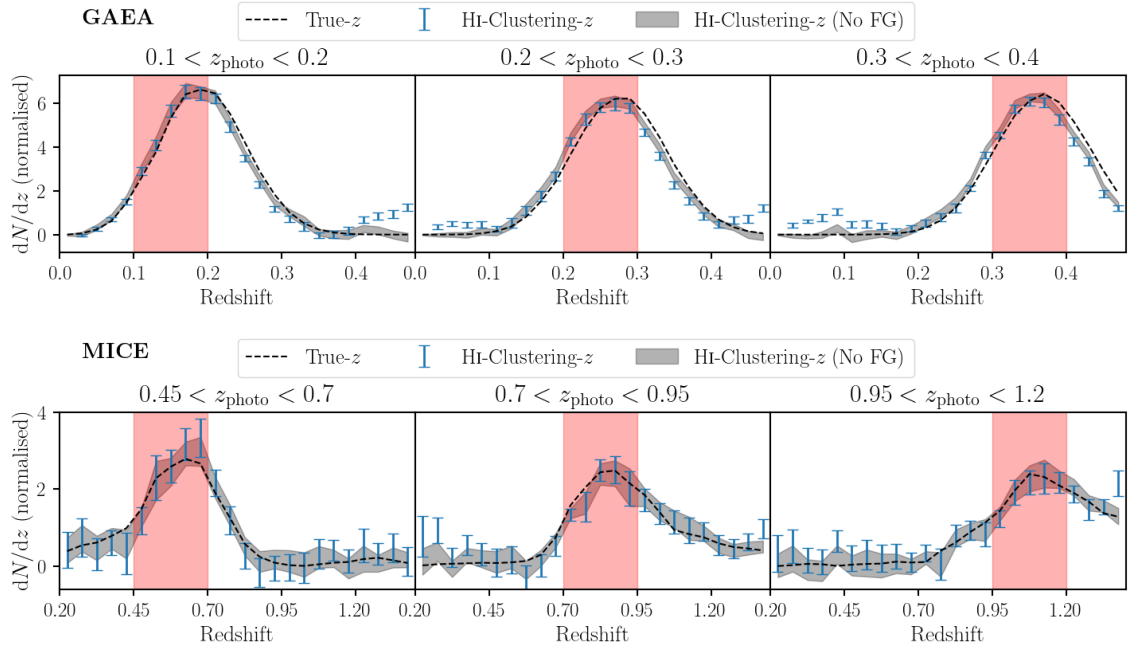 GAEA
True-z HI-Clustering-z HI-Clustering-z (No FG)
0.1 < z_photo < 0.2 0.2 < z_photo < 0.3 0.3 < z_photo < 0.4
dN/dz (normalised)
6
4
2
0
0.0 0.1 0.2 0.3 0.4 0.0 0.1 0.2 0.3 0.4 0.0 0.1 0.2 0.3 0.4
Redshift Redshift Redshift
MICE
True-z HI-Clustering-z HI-Clustering-z (No FG)
0.45 < z_photo < 0.7 0.7 < z_photo < 0.95 0.95 < z_photo < 1.2
dN/dz (normalised)
4
2
0
0.20 0.45 0.70 0.95 1.20 0.20 0.45 0.70 0.95 1.20 0.20 0.45 0.70 0.95 1.20
Redshift Redshift Redshift